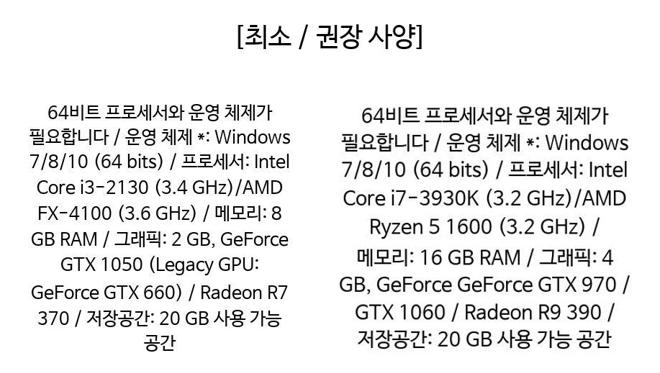 [최소 / 권장 사양]
64비트 프로세서와 운영 체제가
필요합니다 / 운영 체제 *: Windows
7/8/10 (64 bits) / 프로세서: Intel
Core i3-2130 (3.4 GHz)/AMD
FX-4100 (3.6 GHz) / 메모리: 8
GB RAM / 그래픽: 2 GB, GeForce
GTX 1050 (Legacy GPU:
GeForce GTX 660) / Radeon R7
370 / 저장공간: 20 GB 사용 가능
공간
64비트 프로세서와 운영 체제가
필요합니다 / 운영 체제 *: Windows
7/8/10 (64 bits) / 프로세서: Intel
Core i7-3930K (3.2 GHz)/AMD
Ryzen 5 1600 (3.2 GHz) /
메모리: 16 GB RAM / 그래픽: 4
GB, GeForce GeForce GTX 970 /
GTX 1060 / Radeon R9 390 /
저장공간: 20 GB 사용 가능 공간